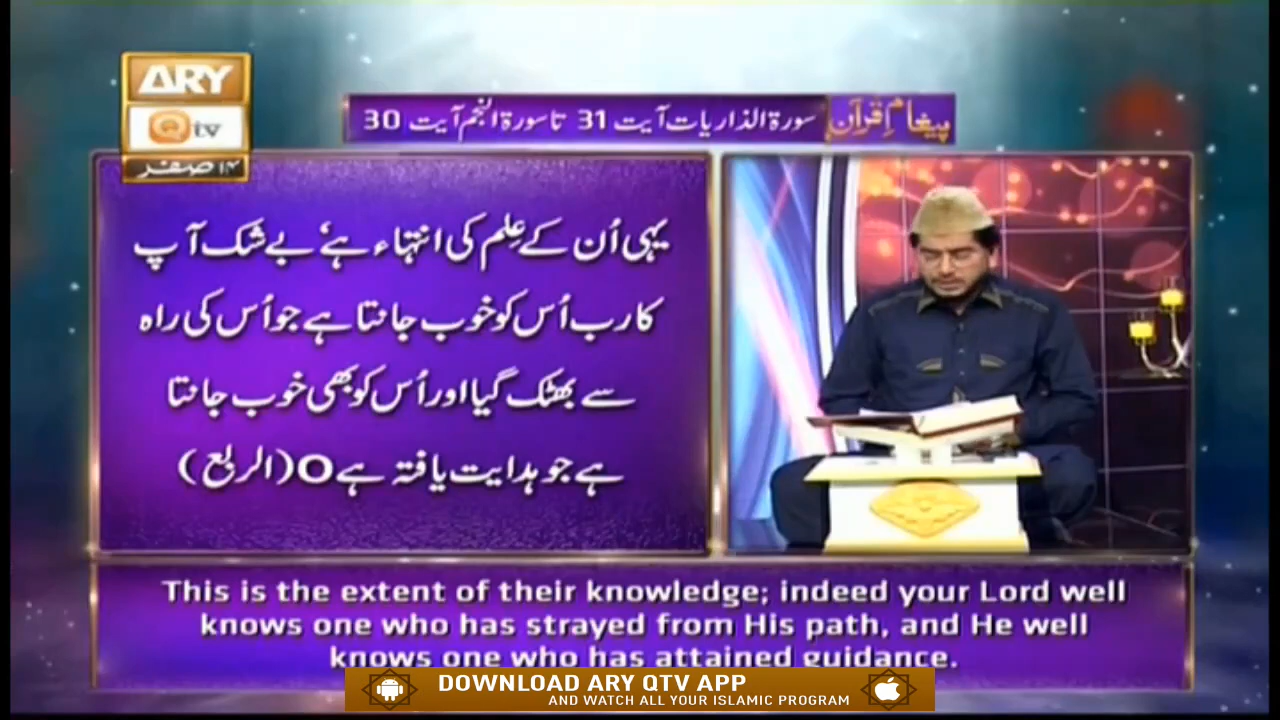 ARY
Qtv
۱۴ صفر
پیغامِ قرآن سورۃ الذاریات آیت 31 تا سورۃ النجم آیت 30
یہی اُن کے عِلم کی انتہاء ہے‘ بے شک آپ
کا رب اُس کو خوب جانتا ہے جو اُس کی راہ
سے بھٹک گیا اور اُس کو بھی خوب جانتا
ہے جو ہدایت یافتہ ہے O (الربع)
This is the extent of their knowledge; indeed your Lord well
knows one who has strayed from His path, and He well
knows one who has attained guidance.
DOWNLOAD ARY QTV APP
AND WATCH ALL YOUR ISLAMIC PROGRAM